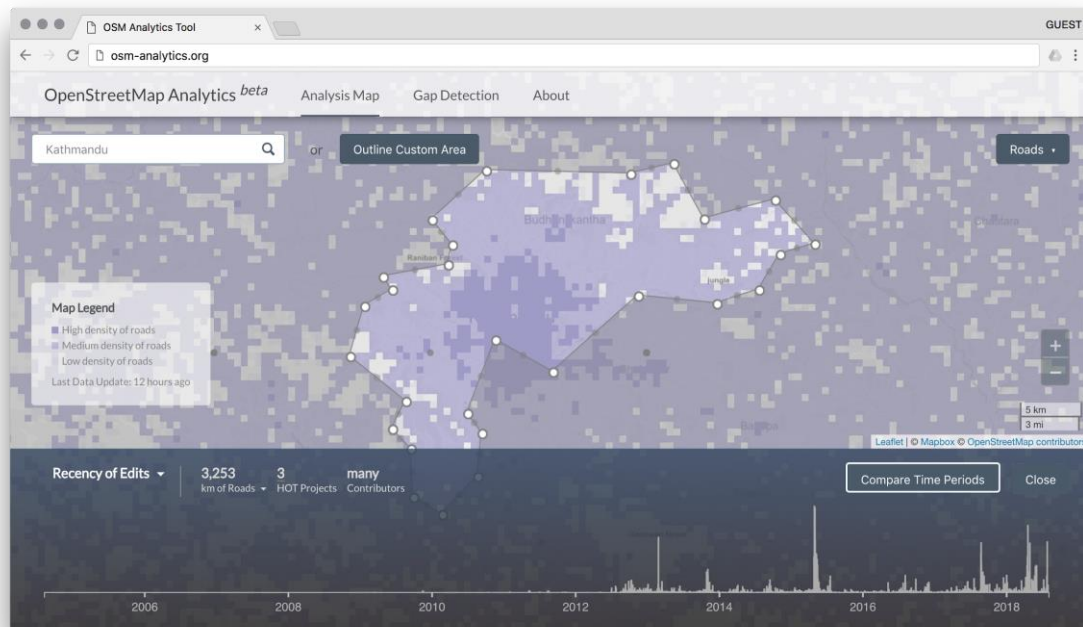 OSM Analytics Tool ×
GUEST
osm-analytics.org
OpenStreetMap Analytics beta Analysis Map Gap Detection About
Kathmandu or Outline Custom Area Roads
Budhanilkantha
Raniban Forest
jungle
Map Legend
High density of roads
Medium density of roads
Low density of roads
Last Data Update: 12 hours ago
+
−
5 km
3 mi
Leaflet | © Mapbox © OpenStreetMap contributors
Recency of Edits 3,253 3 many Compare Time Periods Close
km of Roads HOT Projects Contributors
2006 2008 2010 2012 2014 2016 2018